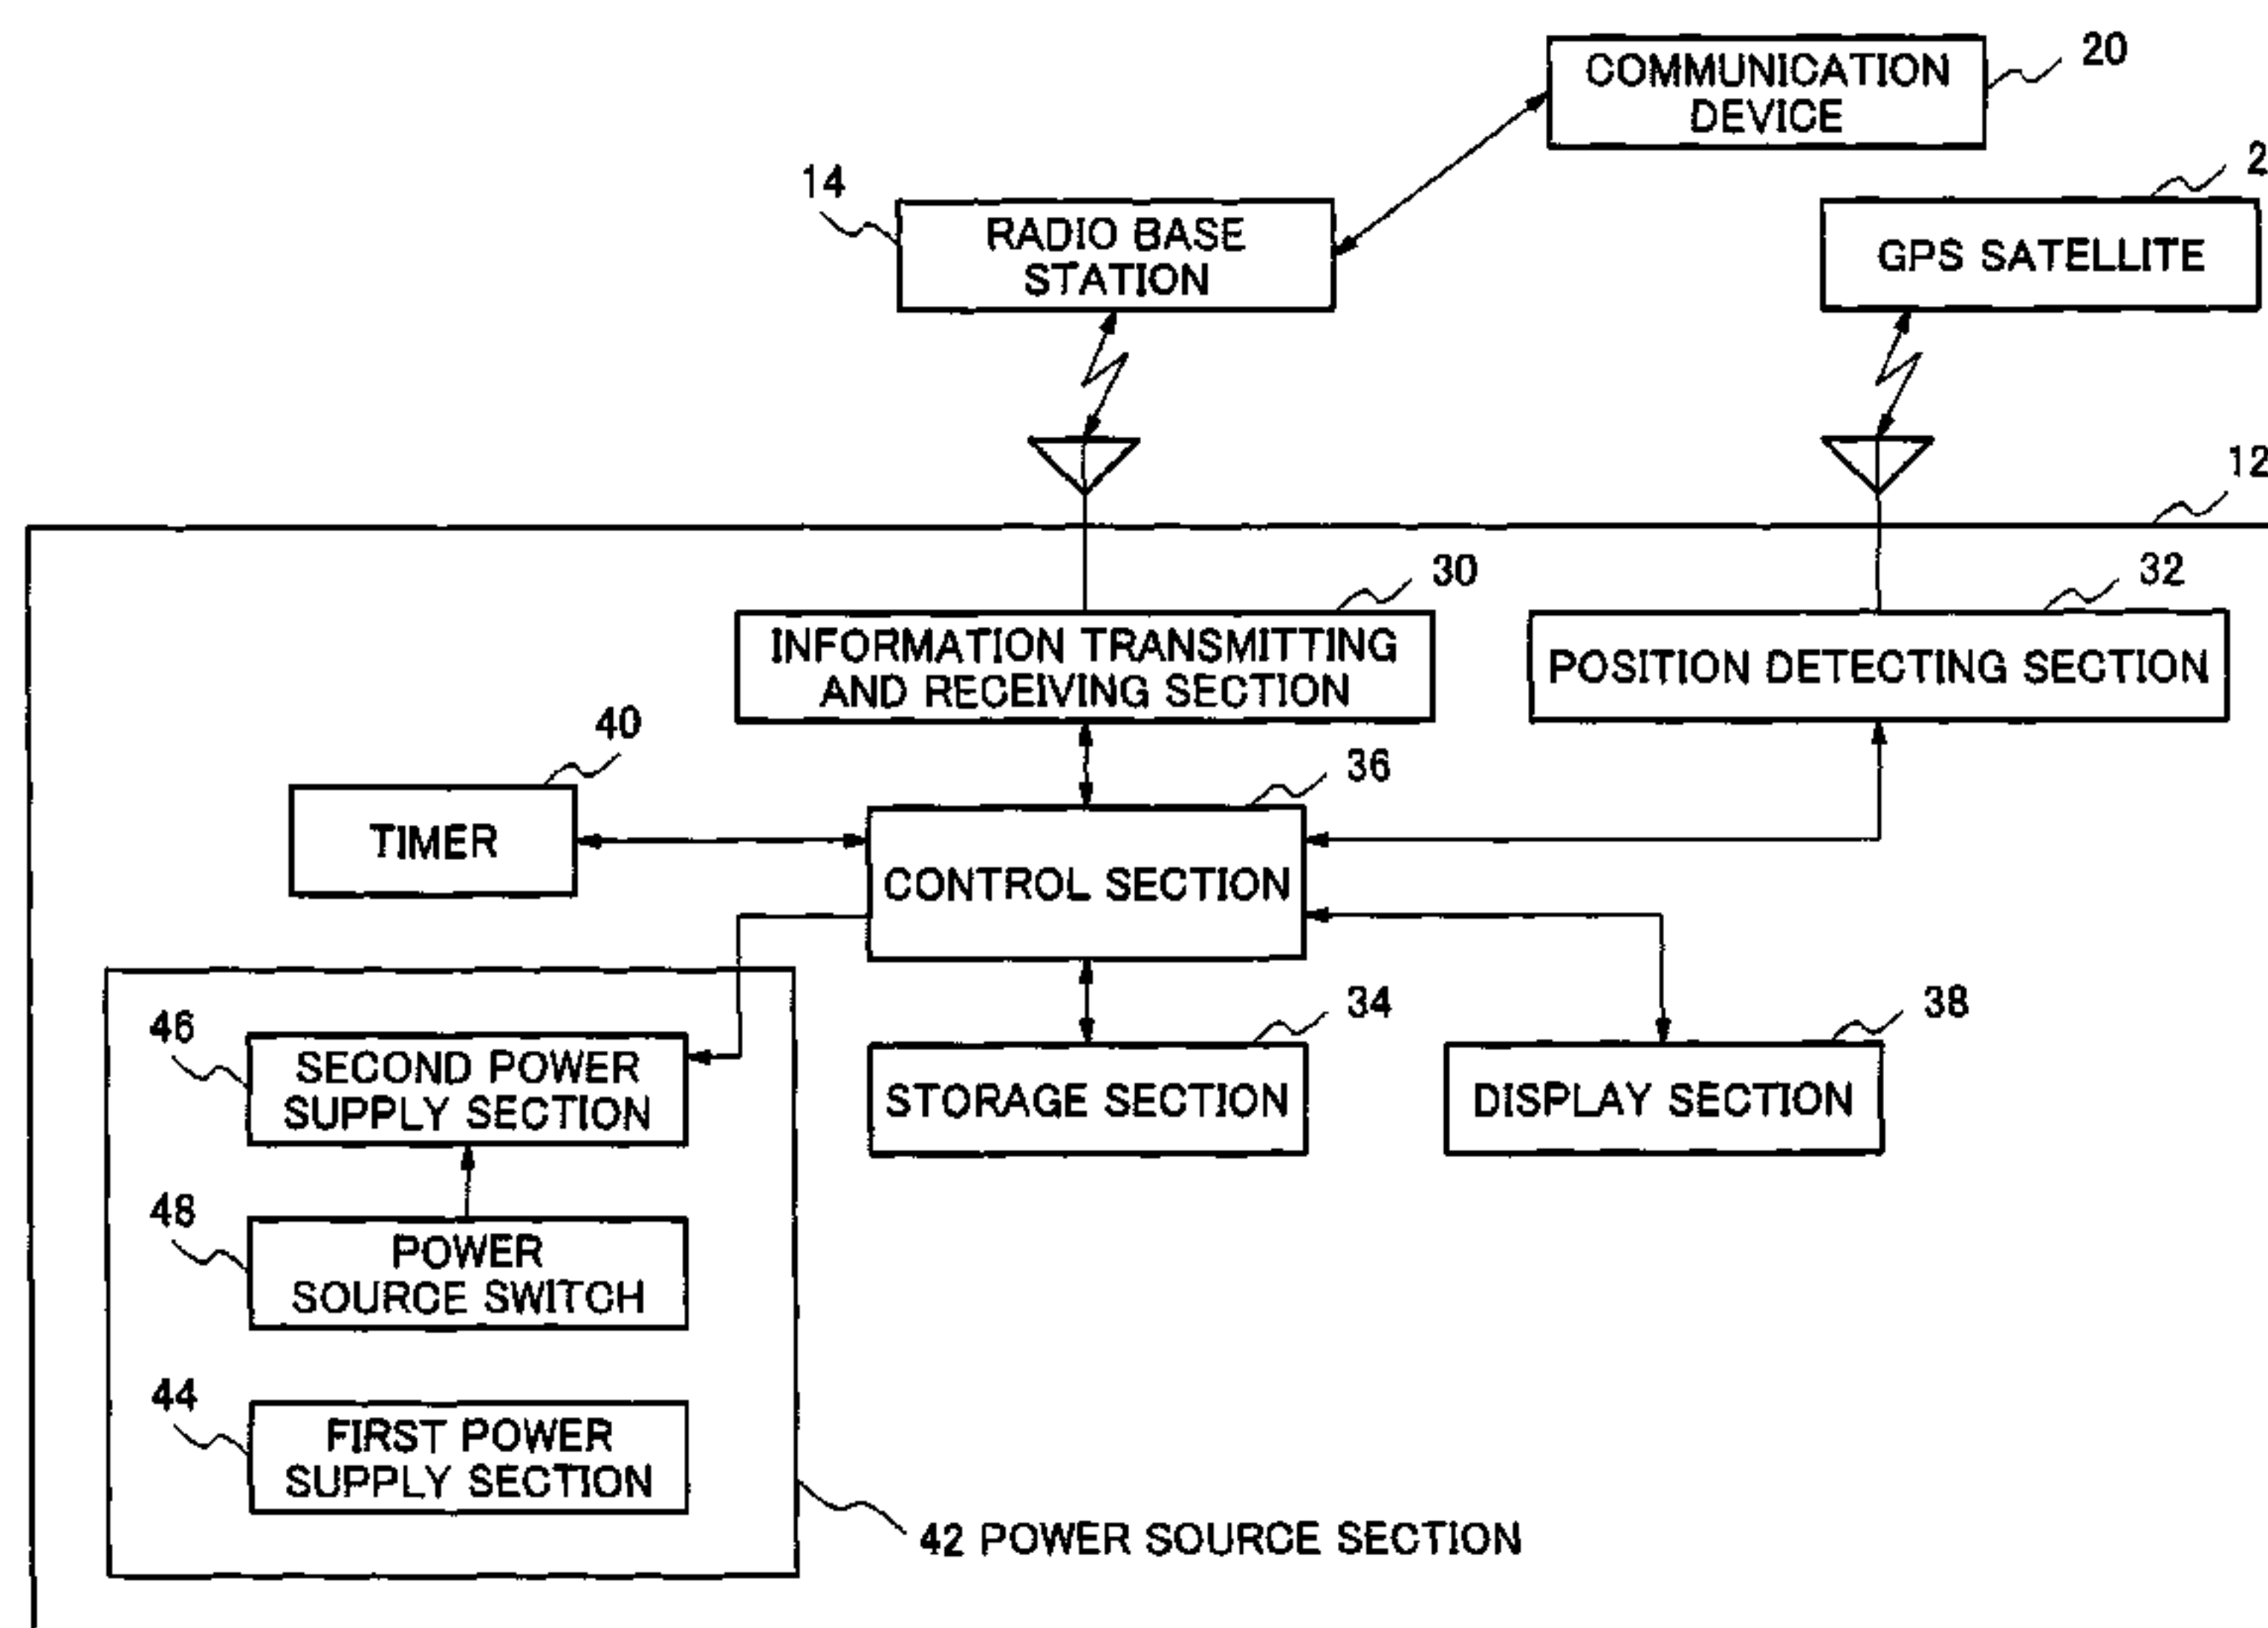 COMMUNICATION
DEVICE
20
14
RADIO BASE
STATION
GPS SATELLITE
12
30
32
INFORMATION TRANSMITTING
AND RECEIVING SECTION
POSITION DETECTING SECTION
40
36
TIMER
CONTROL SECTION
46
SECOND POWER
SUPPLY SECTION
34
STORAGE SECTION
38
DISPLAY SECTION
48
POWER
SOURCE SWITCH
44
FIRST POWER
SUPPLY SECTION
42 POWER SOURCE SECTION